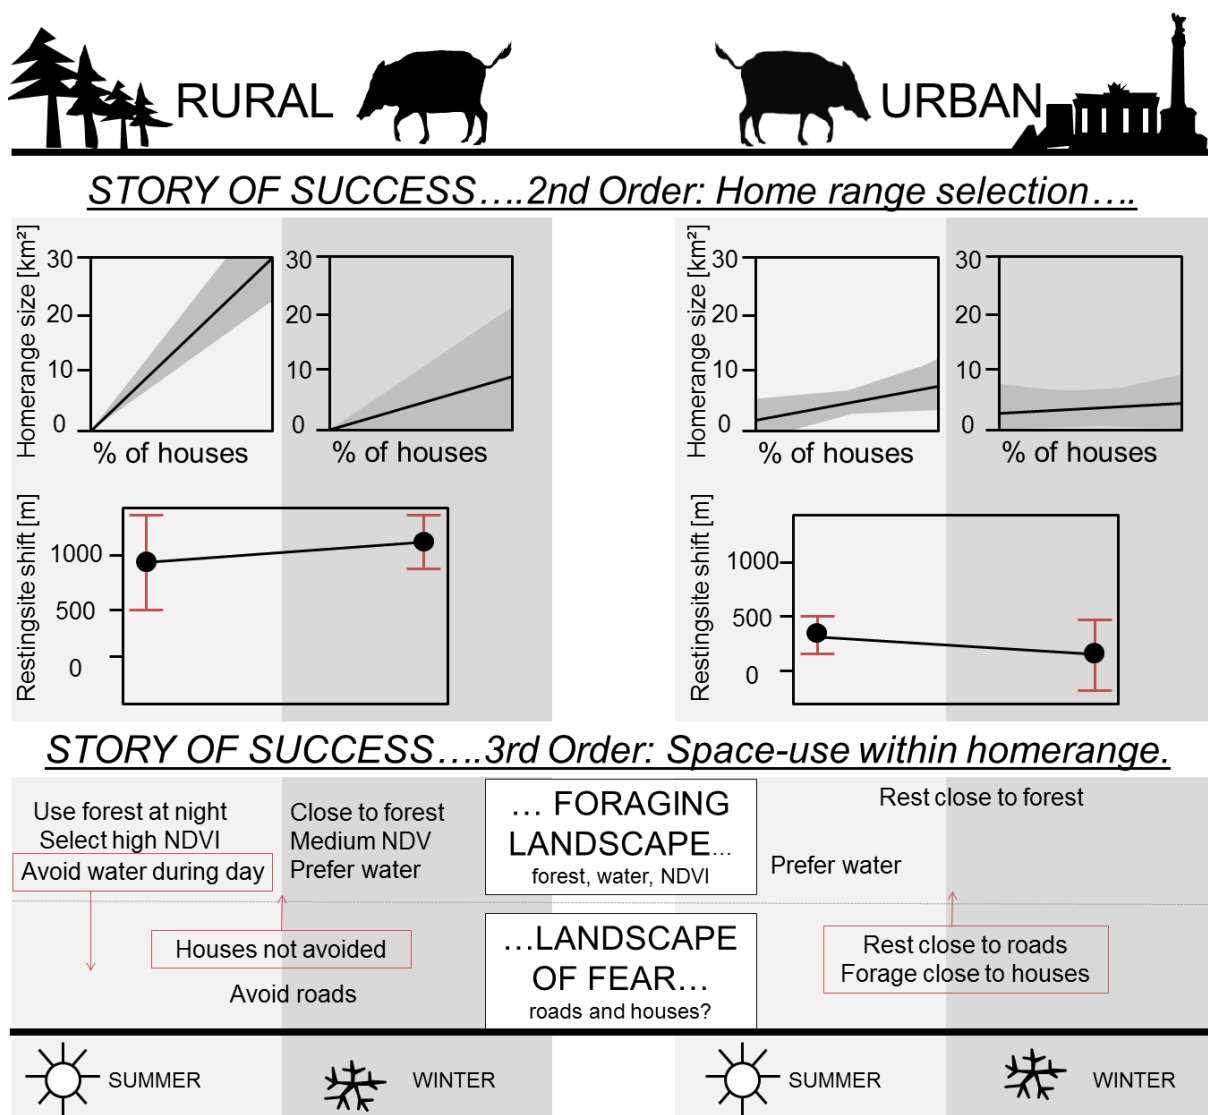 RURAL
URBAN
STORY OF SUCCESS….2nd Order: Home range selection….
Homerange size [km²]
30
20
10
0
% of houses
30
20
10
0
% of houses
Homerange size [km²]
30
20
10
0
% of houses
30
20
10
0
% of houses
Restingsite shift [m]
1000
500
0
Restingsite shift [m]
1000
500
0
STORY OF SUCCESS….3rd Order: Space-use within homerange.
Use forest at night
Select high NDVI
Avoid water during day
Close to forest
Medium NDV
Prefer water
… FORAGING
LANDSCAPE…
forest, water, NDVI
Rest close to forest
Prefer water
Houses not avoided
Avoid roads
…LANDSCAPE
OF FEAR…
roads and houses?
Rest close to roads
Forage close to houses
SUMMER
WINTER
SUMMER
WINTER